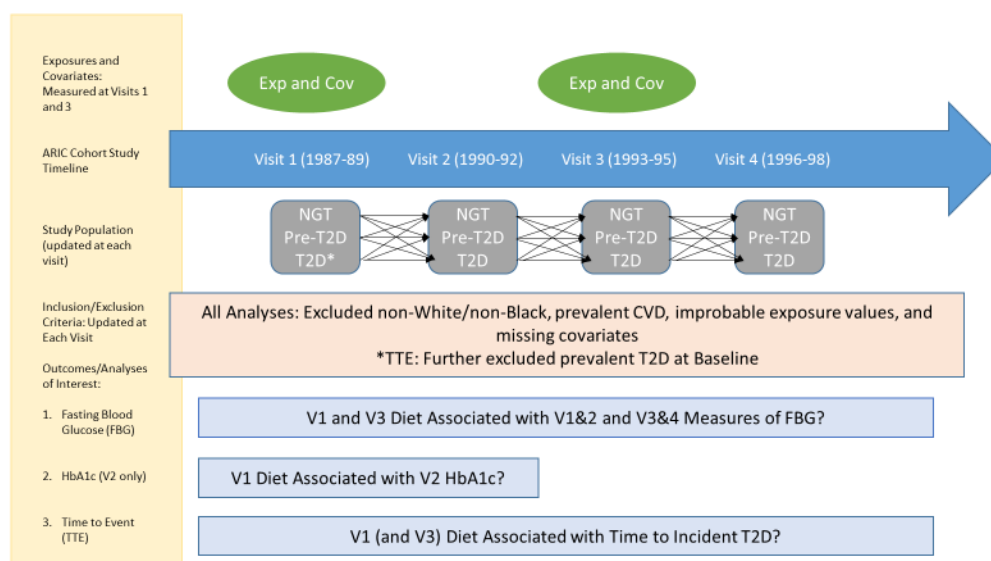 Exposures and
Covariates:
Measured at Visits 1
and 3
Exp and Cov
Exp and Cov
ARIC Cohort Study
Timeline
Visit 1 (1987-89)
Visit 2 (1990-92)
Visit 3 (1993-95)
Visit 4 (1996-98)
Study Population
(updated at each
visit)
NGT
Pre-T2D
T2D*
NGT
Pre-T2D
T2D
NGT
Pre-T2D
T2D
NGT
Pre-T2D
T2D
Inclusion/Exclusion
Criteria: Updated at
Each Visit
All Analyses: Excluded non-White/non-Black, prevalent CVD, improbable exposure values, and
missing covariates
*TTE: Further excluded prevalent T2D at Baseline
Outcomes/Analyses
of Interest:
1. Fasting Blood
Glucose (FBG)
V1 and V3 Diet Associated with V1&2 and V3&4 Measures of FBG?
2. HbA1c (V2 only)
V1 Diet Associated with V2 HbA1c?
3. Time to Event
(TTE)
V1 (and V3) Diet Associated with Time to Incident T2D?